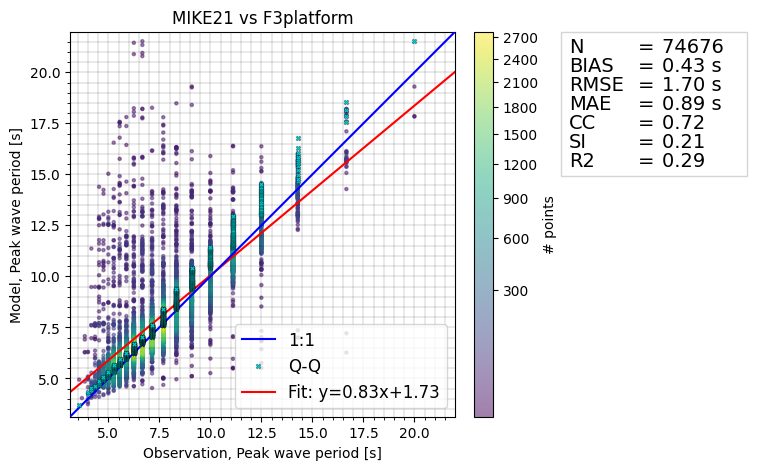 MIKE21 vs F3platform
Model, Peak wave period [s]
20.0
17.5
15.0
12.5
10.0
7.5
5.0
5.0 7.5 10.0 12.5 15.0 17.5 20.0
Observation, Peak wave period [s]
1:1
Q-Q
Fit: y=0.83x+1.73
2700
2400
2100
1800
1500
1200
900
600
300
# points
N = 74676
BIAS = 0.43 s
RMSE = 1.70 s
MAE = 0.89 s
CC = 0.72
SI = 0.21
R2 = 0.29